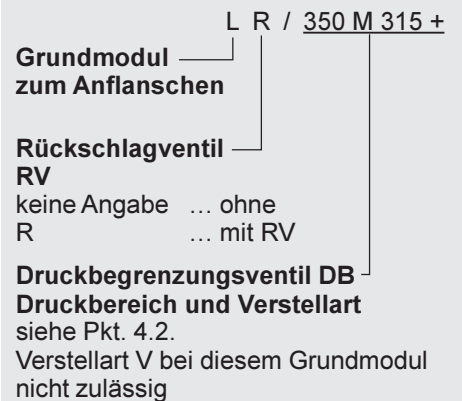 L R / 350 M 315 +
Grundmodul
zum Anflanschen
Rückschlagventil
RV
keine Angabe … ohne
R … mit RV
Druckbegrenzungsventil DB
Druckbereich und Verstellart
siehe Pkt. 4.2.
Verstellart V bei diesem Grundmodul
nicht zulässig